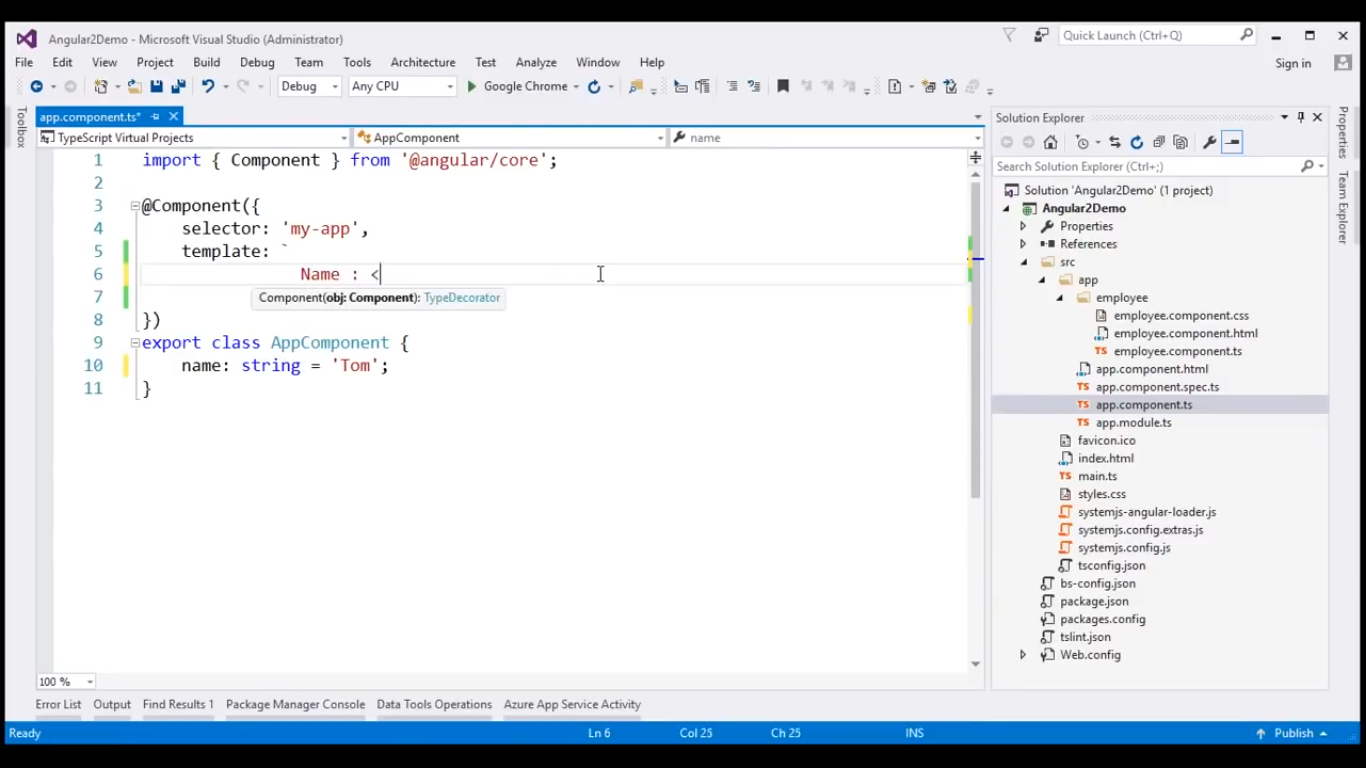 Angular2Demo - Microsoft Visual Studio (Administrator)
Quick Launch (Ctrl+Q)
File Edit View Project Build Debug Team Tools Architecture Test Analyze Window Help
Sign in
Debug Any CPU Google Chrome
Toolbox
app.component.ts*
TypeScript Virtual Projects AppComponent name
1 import { Component } from '@angular/core';
2
3 @Component({
4 selector: 'my-app',
5 template: `
6 Name : <
Component(obj: Component): TypeDecorator
7
8 })
9 export class AppComponent {
10 name: string = 'Tom';
11 }
100 %
Solution Explorer
Search Solution Explorer (Ctrl+;)
Solution 'Angular2Demo' (1 project)
Angular2Demo
Properties
References
src
app
employee
employee.component.css
employee.component.html
employee.component.ts
app.component.html
app.component.spec.ts
app.component.ts
app.module.ts
favicon.ico
index.html
main.ts
styles.css
systemjs-angular-loader.js
systemjs.config.extras.js
systemjs.config.js
tsconfig.json
bs-config.json
package.json
packages.config
tslint.json
Web.config
Properties
Team Explorer
Error List Output Find Results 1 Package Manager Console Data Tools Operations Azure App Service Activity
Ready Ln 6 Col 25 Ch 25 INS Publish